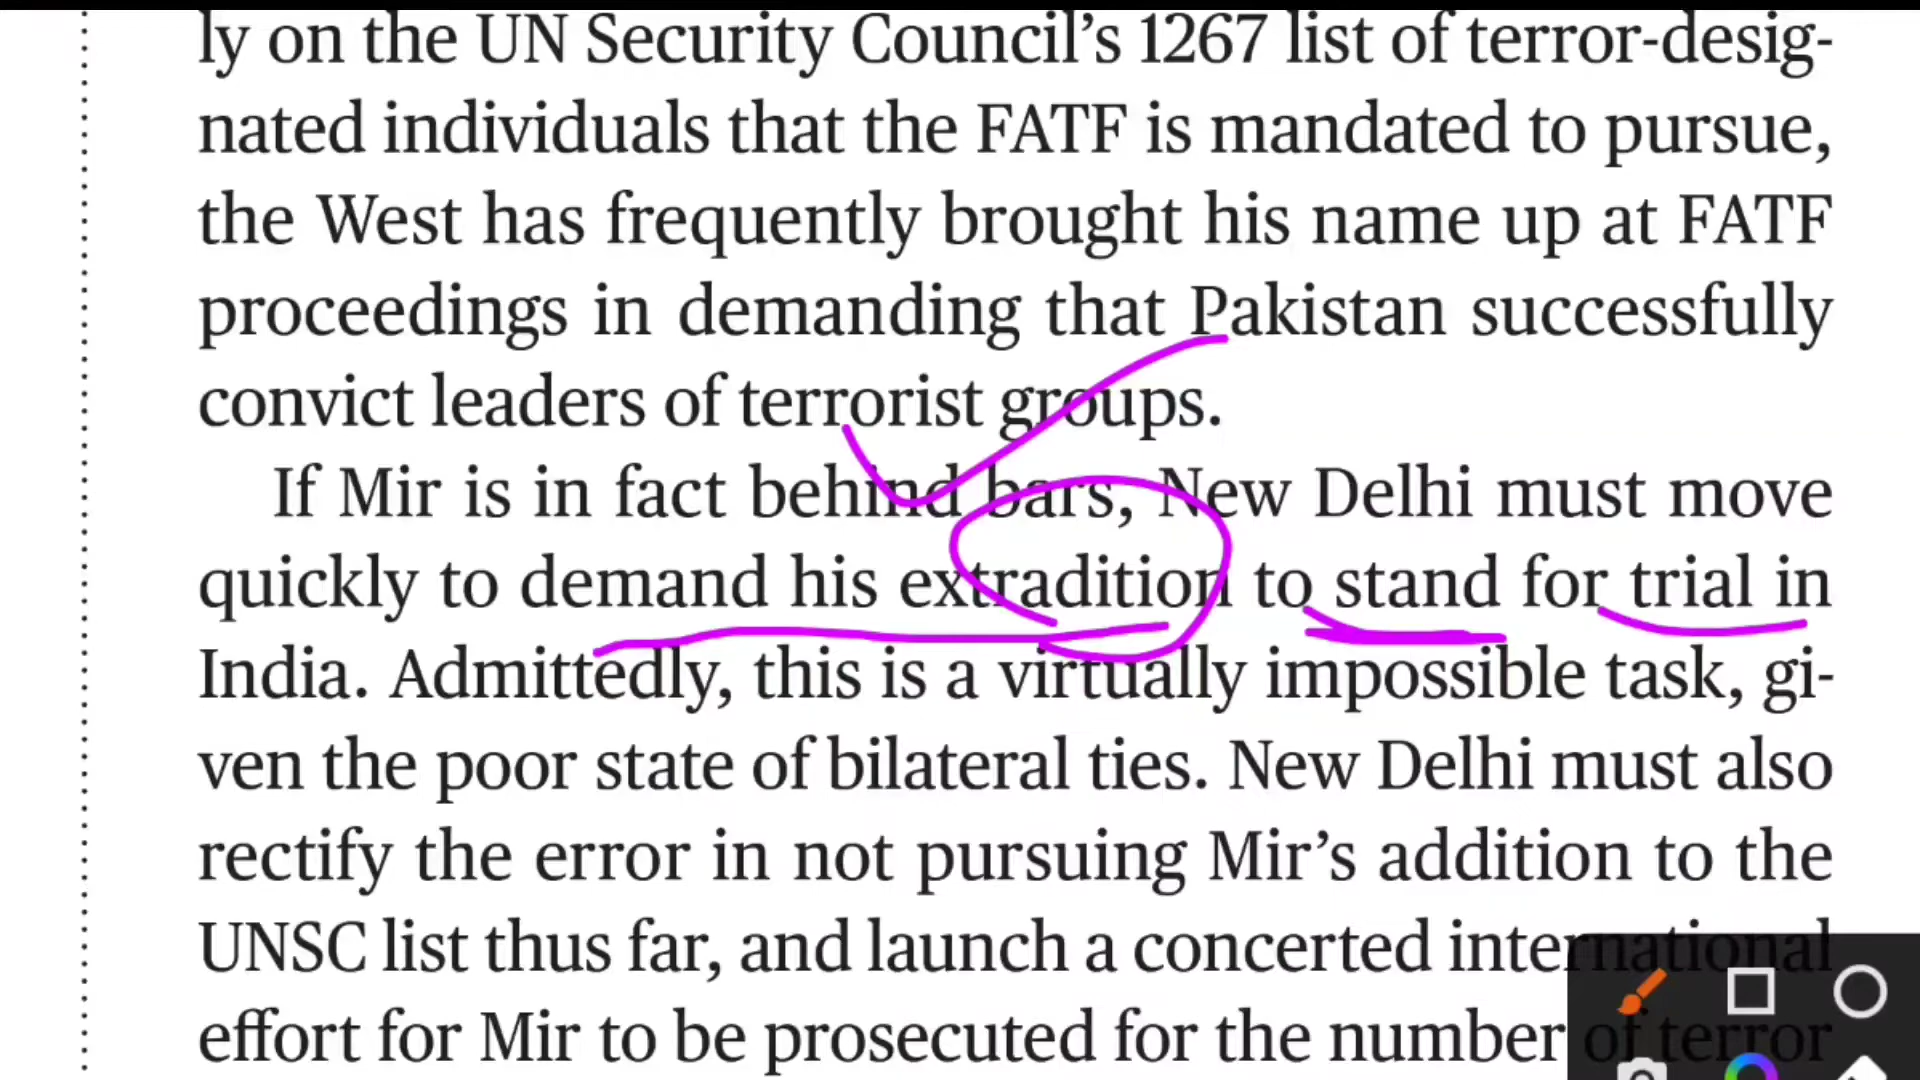 ly on the UN Security Council's 1267 list of terror-desig-
nated individuals that the FATF is mandated to pursue,
the West has frequently brought his name up at FATF
proceedings in demanding that Pakistan successfully
convict leaders of terrorist groups.
If Mir is in fact behind bars, New Delhi must move
quickly to demand his extradition to stand for trial in
India. Admittedly, this is a virtually impossible task, gi-
ven the poor state of bilateral ties. New Delhi must also
rectify the error in not pursuing Mir's addition to the
UNSC list thus far, and launch a concerted international
effort for Mir to be prosecuted for the number of terror